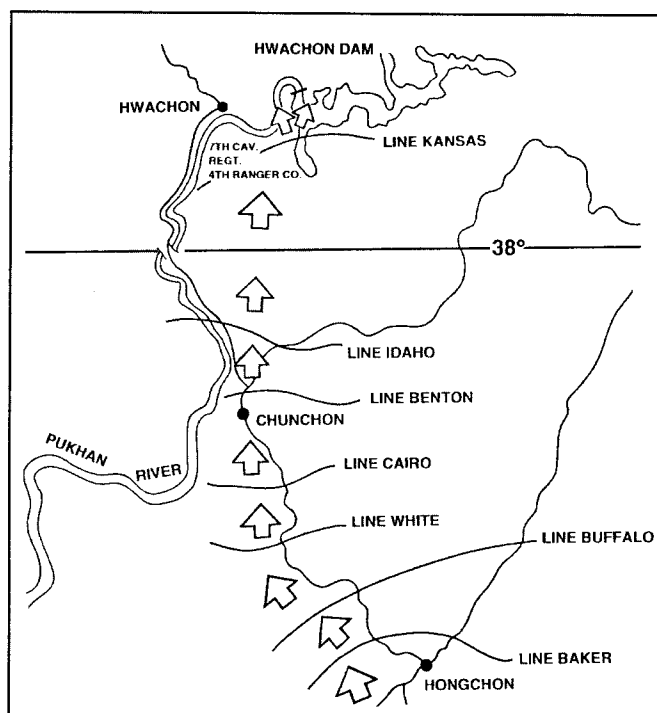 HWACHON DAM
HWACHON
LINE KANSAS
7TH CAV.
REGT.
4TH RANGER CO.
38°
LINE IDAHO
LINE BENTON
CHUNCHON
PUKHAN
RIVER
LINE CAIRO
LINE WHITE
LINE BUFFALO
LINE BAKER
HONGCHON